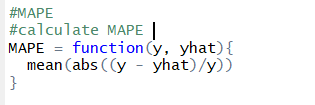 #MAPE
#calculate MAPE
MAPE = function(y, yhat){
  mean(abs((y - yhat)/y))
}